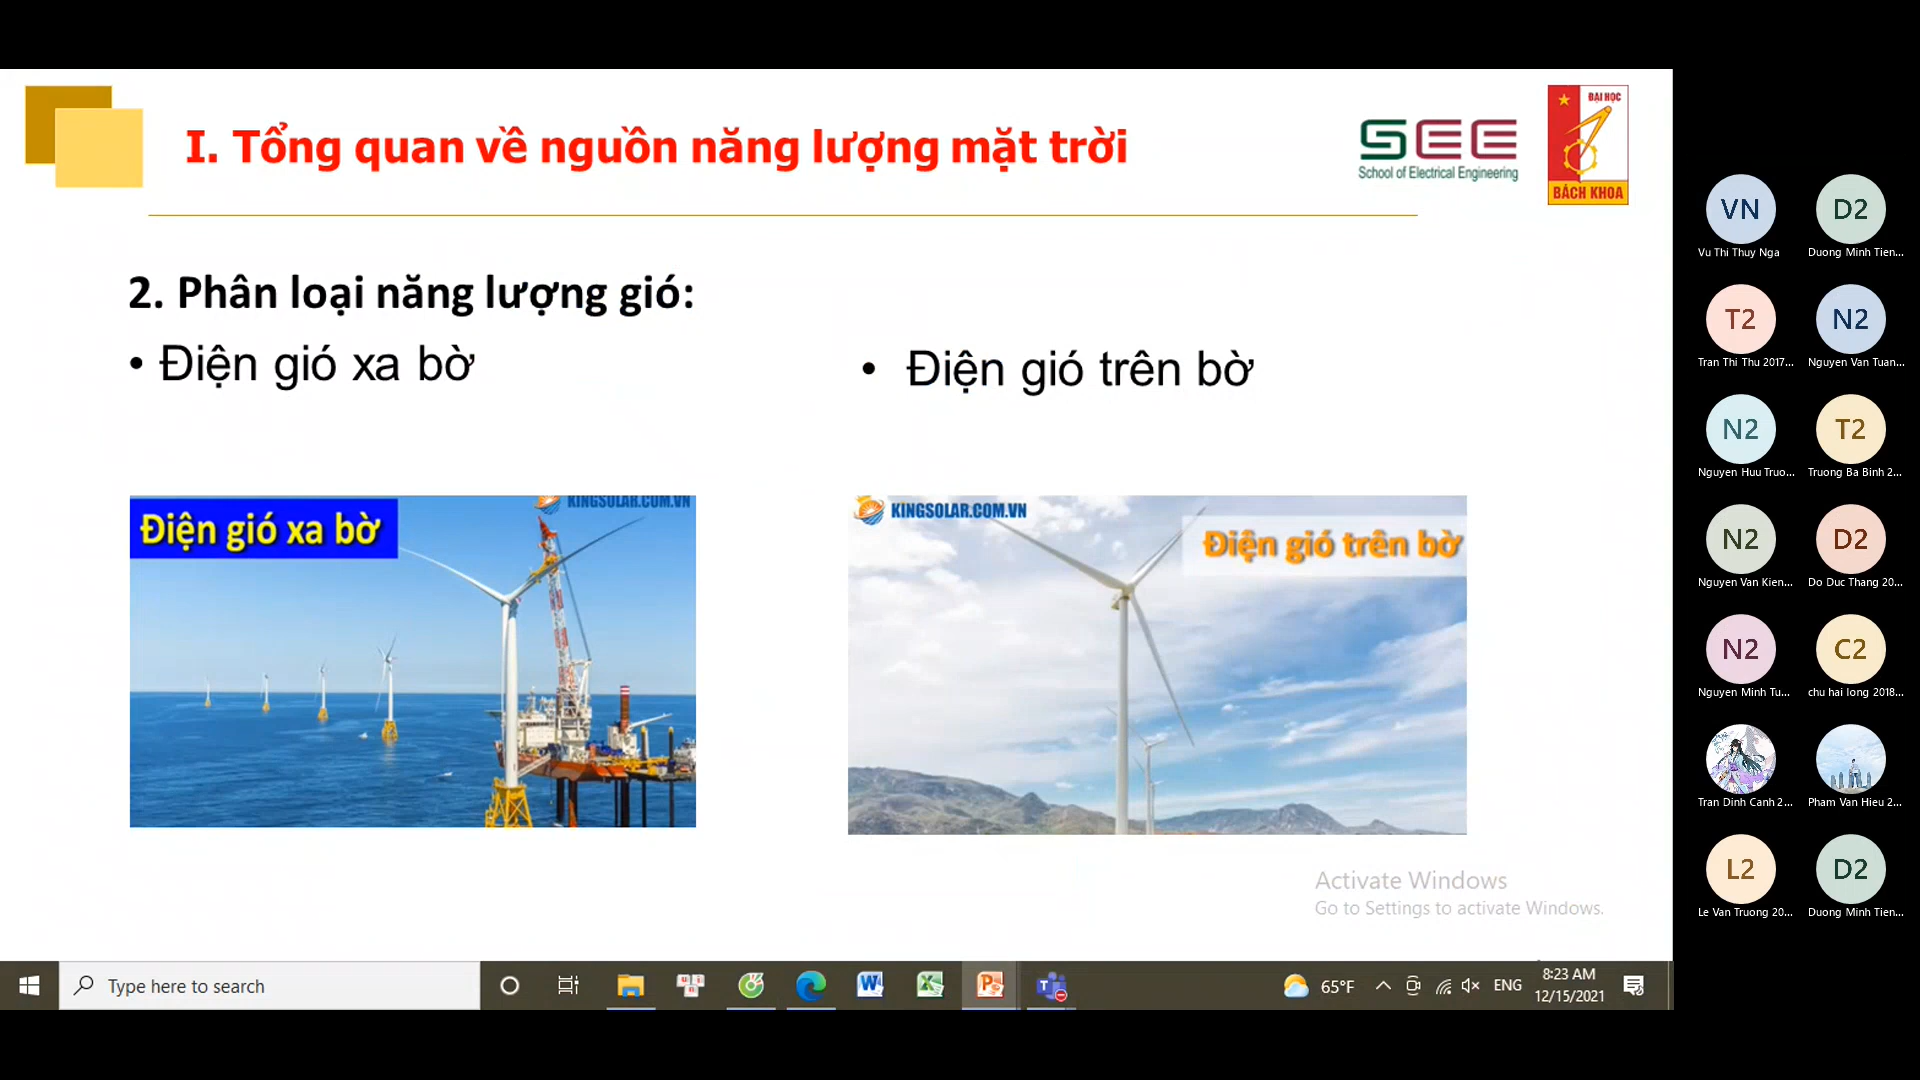 I. Tổng quan về nguồn năng lượng mặt trời
SEE
School of Electrical Engineering
ĐẠI HỌC
BÁCH KHOA
2. Phân loại năng lượng gió:
• Điện gió xa bờ
• Điện gió trên bờ
Điện gió xa bờ
KINGSOLAR.COM.VN
KINGSOLAR.COM.VN
Điện gió trên bờ
Activate Windows
Go to Settings to activate Windows.
Type here to search
65°F
ENG
8:23 AM
12/15/2021
VN
D2
Vu Thi Thuy Nga
Duong Minh Tien...
T2
N2
Tran Thi Thu 2017...
Nguyen Van Tuan...
N2
T2
Nguyen Huu Truo...
Truong Ba Binh 2...
N2
D2
Nguyen Van Kien...
Do Duc Thang 20...
N2
C2
Nguyen Minh Tu...
chu hai long 2018...
Tran Dinh Canh 2...
Pham Van Hieu 2...
L2
D2
Le Van Truong 20...
Duong Minh Tien...